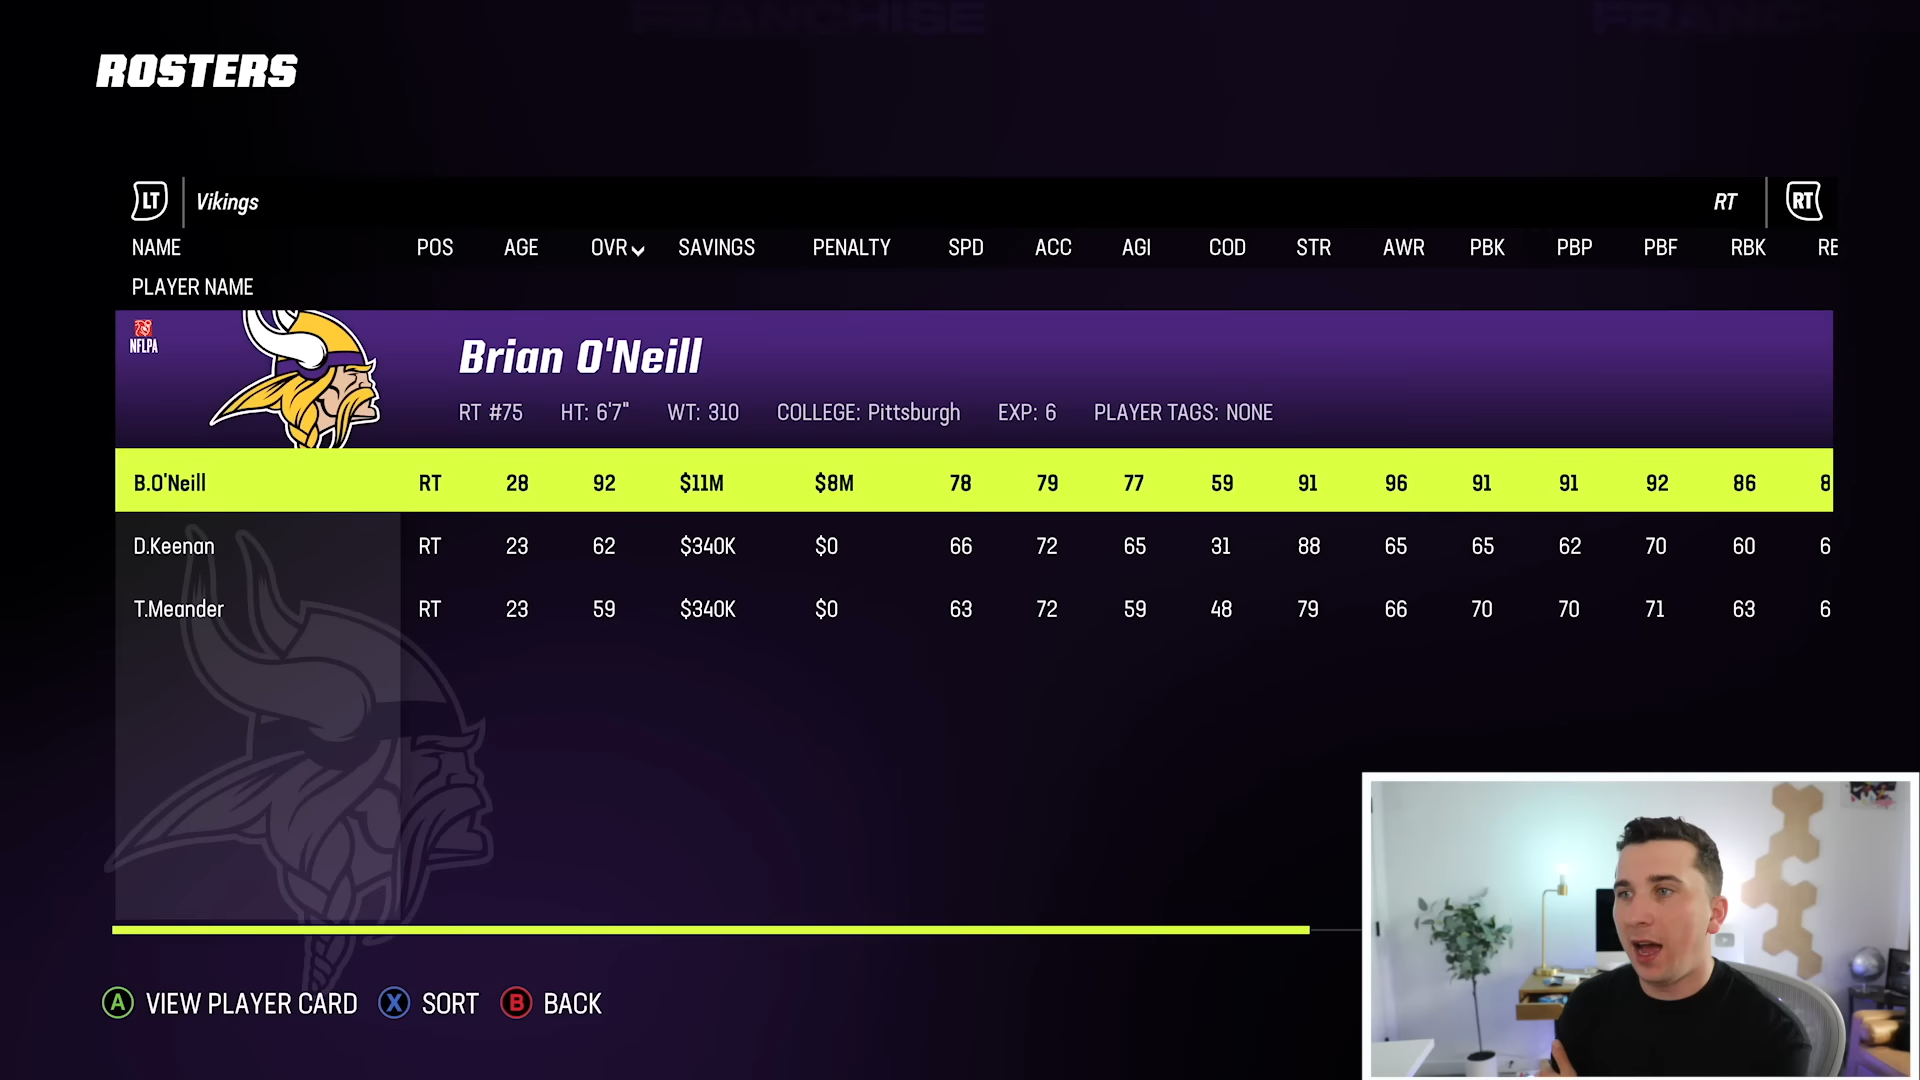 FRANCHISE
ROSTERS
LT Vikings RT RT
NAME POS AGE OVR SAVINGS PENALTY SPD ACC AGI COD STR AWR PBK PBP PBF RBK RE
PLAYER NAME
NFLPA
Brian O'Neill
RT #75 HT: 6'7" WT: 310 COLLEGE: Pittsburgh EXP: 6 PLAYER TAGS: NONE
B.O'Neill RT 28 92 $11M $8M 78 79 77 59 91 96 91 91 92 86 8
D.Keenan RT 23 62 $340K $0 66 72 65 31 88 65 65 62 70 60 6
T.Meander RT 23 59 $340K $0 63 72 59 48 79 66 70 70 71 63 6
A VIEW PLAYER CARD X SORT B BACK